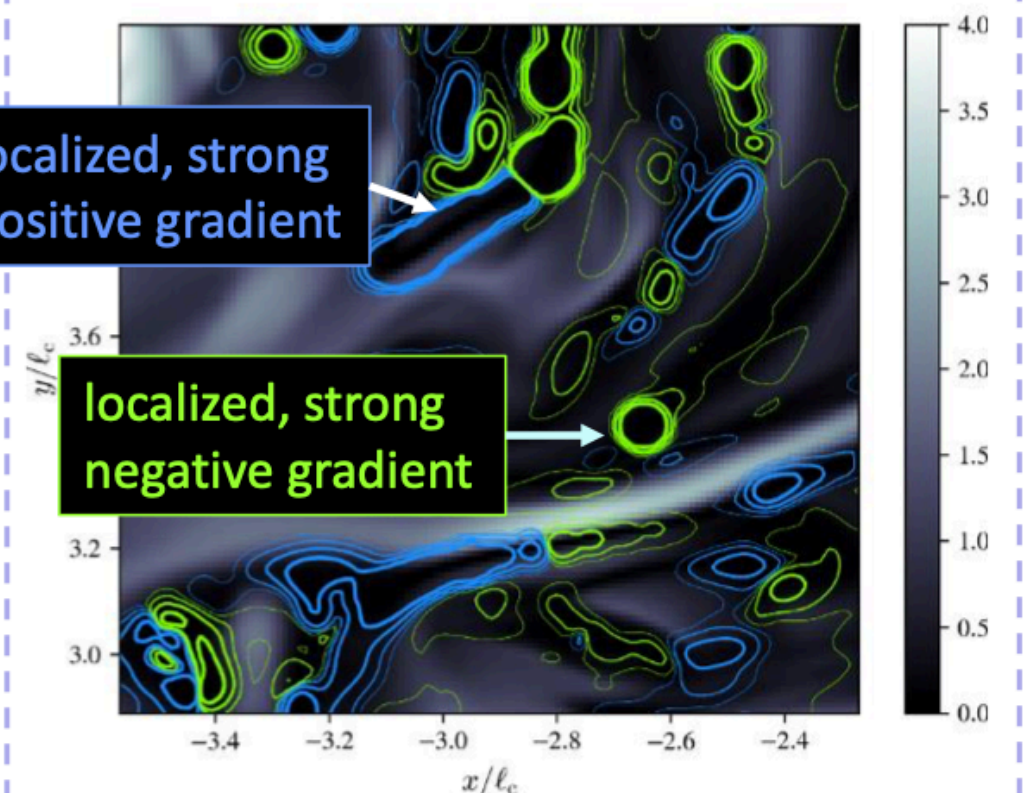 4.0
3.5
3.0
2.5
2.0
1.5
1.0
0.5
0.0
ocalized, strong
ositive gradient
localized, strong
negative gradient
y/ℓc
3.6
3.2
3.0
−3.4 −3.2 −3.0 −2.8 −2.6 −2.4
x/ℓc